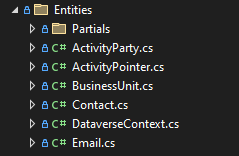 Entities
Partials
C# ActivityParty.cs
C# ActivityPointer.cs
C# BusinessUnit.cs
C# Contact.cs
C# DataverseContext.cs
C# Email.cs